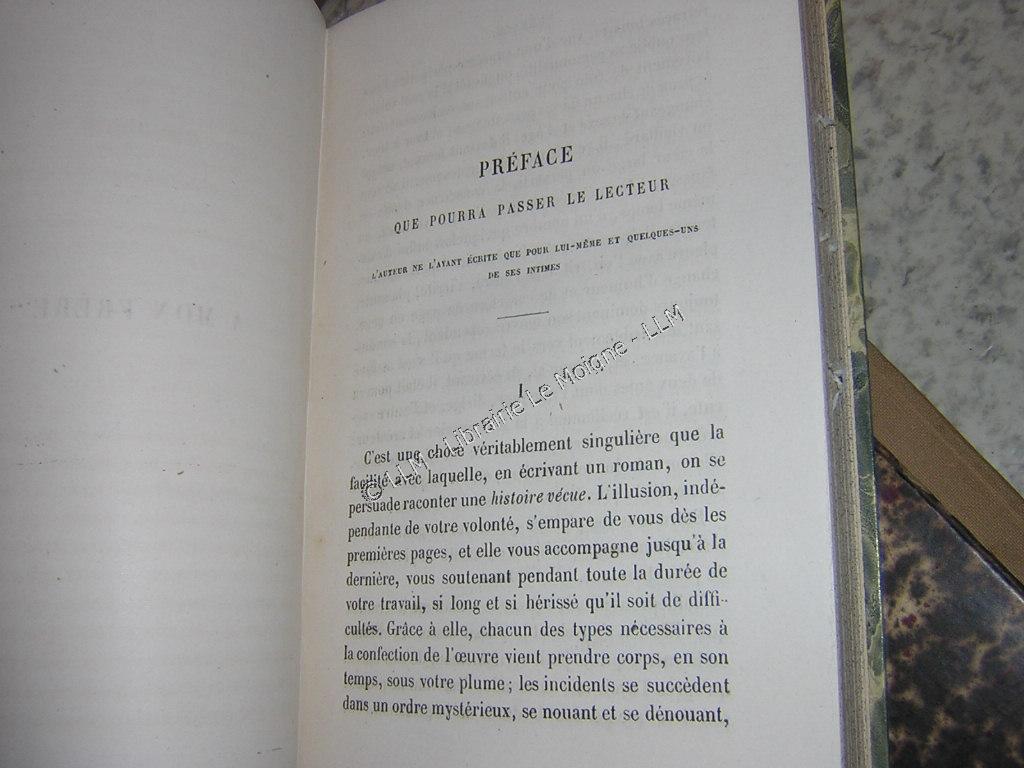 PRÉFACE
QUE POURRA PASSER LE LECTEUR
L'AUTEUR NE L'AYANT ÉCRITE QUE POUR LUI-MÊME ET QUELQUES-UNS
DE SES INTIMES
I
C'est une chose véritablement singulière que la
facilité avec laquelle, en écrivant un roman, on se
persuade raconter une histoire vécue. L'illusion, indé-
pendante de votre volonté, s'empare de vous dès les
premières pages, et elle vous accompagne jusqu'à la
dernière, vous soutenant pendant toute la durée de
votre travail, si long et si hérissé qu'il soit de diffi-
cultés. Grâce à elle, chacun des types nécessaires à
la confection de l'œuvre vient prendre corps, en son
temps, sous votre plume ; les incidents se succèdent
dans un ordre mystérieux, se nouant et se dénouant,
© LLM - Librairie Le Moigne - LLM
A MON FRÈRE